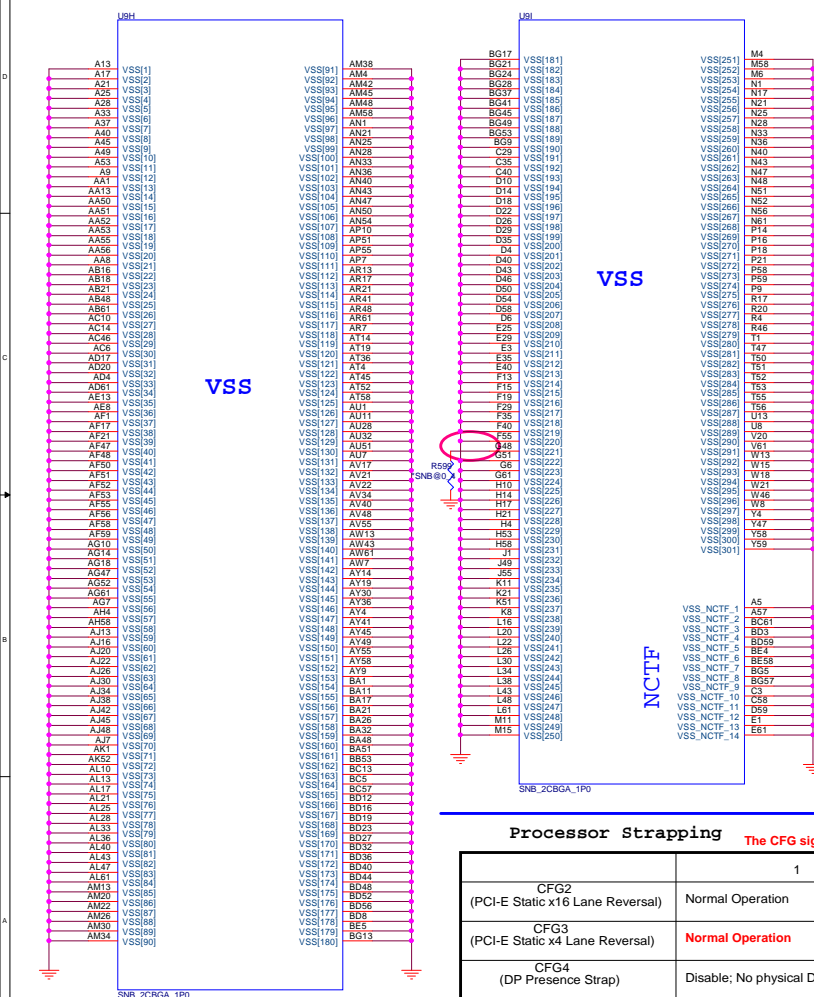 U9H
A13 VSS[1] VSS[91] AM38
A17 VSS[2] VSS[92] AM4
A21 VSS[3] VSS[93] AM42
A25 VSS[4] VSS[94] AM45
A28 VSS[5] VSS[95] AM48
A33 VSS[6] VSS[96] AM58
A37 VSS[7] VSS[97] AN1
A40 VSS[8] VSS[98] AN21
A45 VSS[9] VSS[99] AN25
A49 VSS[10] VSS[100] AN28
A53 VSS[11] VSS[101] AN33
A9 VSS[12] VSS[102] AN36
AA1 VSS[13] VSS[103] AN40
AA13 VSS[14] VSS[104] AN43
AA50 VSS[15] VSS[105] AN47
AA51 VSS[16] VSS[106] AN50
AA52 VSS[17] VSS[107] AN54
AA53 VSS[18] VSS[108] AP10
AA55 VSS[19] VSS[109] AP51
AA56 VSS[20] VSS[110] AP55
AA8 VSS[21] VSS[111] AP7
AB16 VSS[22] VSS[112] AR13
AB18 VSS[23] VSS[113] AR17
AB21 VSS[24] VSS[114] AR21
AB48 VSS[25] VSS[115] AR41
AB61 VSS[26] VSS[116] AR48
AC10 VSS[27] VSS[117] AR61
AC14 VSS[28] VSS[118] AR7
AC46 VSS[29] VSS[119] AT14
AC6 VSS[30] VSS[120] AT19
AD17 VSS[31] VSS[121] AT36
AD20 VSS[32] VSS[122] AT4
AD4 VSS[33] VSS[123] AT45
AD61 VSS[34] VSS[124] AT52
AE13 VSS[35] VSS[125] AT58
AE8 VSS[36] VSS[126] AU1
AF1 VSS[37] VSS[127] AU11
AF17 VSS[38] VSS[128] AU28
AF21 VSS[39] VSS[129] AU32
AF47 VSS[40] VSS[130] AU51
AF48 VSS[41] VSS[131] AU7
AF50 VSS[42] VSS[132] AV17
AF51 VSS[43] VSS[133] AV21
AF52 VSS[44] VSS[134] AV22
AF53 VSS[45] VSS[135] AV34
AF55 VSS[46] VSS[136] AV40
AF56 VSS[47] VSS[137] AV48
AF58 VSS[48] VSS[138] AV55
AF59 VSS[49] VSS[139] AW13
AG10 VSS[50] VSS[140] AW43
AG14 VSS[51] VSS[141] AW61
AG18 VSS[52] VSS[142] AW7
AG47 VSS[53] VSS[143] AY14
AG52 VSS[54] VSS[144] AY19
AG61 VSS[55] VSS[145] AY30
AG7 VSS[56] VSS[146] AY36
AH4 VSS[57] VSS[147] AY4
AH58 VSS[58] VSS[148] AY41
AJ13 VSS[59] VSS[149] AY45
AJ16 VSS[60] VSS[150] AY49
AJ20 VSS[61] VSS[151] AY55
AJ22 VSS[62] VSS[152] AY58
AJ26 VSS[63] VSS[153] AY9
AJ30 VSS[64] VSS[154] BA1
AJ34 VSS[65] VSS[155] BA11
AJ38 VSS[66] VSS[156] BA17
AJ42 VSS[67] VSS[157] BA21
AJ45 VSS[68] VSS[158] BA26
AJ48 VSS[69] VSS[159] BA32
AJ7 VSS[70] VSS[160] BA48
AK1 VSS[71] VSS[161] BA51
AK52 VSS[72] VSS[162] BB53
AL10 VSS[73] VSS[163] BC13
AL13 VSS[74] VSS[164] BC5
AL17 VSS[75] VSS[165] BC57
AL21 VSS[76] VSS[166] BD12
AL25 VSS[77] VSS[167] BD16
AL28 VSS[78] VSS[168] BD19
AL33 VSS[79] VSS[169] BD23
AL36 VSS[80] VSS[170] BD27
AL40 VSS[81] VSS[171] BD32
AL43 VSS[82] VSS[172] BD36
AL47 VSS[83] VSS[173] BD40
AL61 VSS[84] VSS[174] BD44
AM13 VSS[85] VSS[175] BD48
AM20 VSS[86] VSS[176] BD52
AM22 VSS[87] VSS[177] BD56
AM26 VSS[88] VSS[178] BD8
AM30 VSS[89] VSS[179] BE5
AM34 VSS[90] VSS[180] BG13
VSS
SNB_2CBGA_1P0
U9I
BG17 VSS[181] VSS[251] M4
BG21 VSS[182] VSS[252] M58
BG24 VSS[183] VSS[253] M6
BG28 VSS[184] VSS[254] N1
BG37 VSS[185] VSS[255] N17
BG41 VSS[186] VSS[256] N21
BG45 VSS[187] VSS[257] N25
BG49 VSS[188] VSS[258] N28
BG53 VSS[189] VSS[259] N33
BG9 VSS[190] VSS[260] N36
C29 VSS[191] VSS[261] N40
C35 VSS[192] VSS[262] N43
C40 VSS[193] VSS[263] N47
D10 VSS[194] VSS[264] N48
D14 VSS[195] VSS[265] N51
D18 VSS[196] VSS[266] N52
D22 VSS[197] VSS[267] N56
D26 VSS[198] VSS[268] N61
D29 VSS[199] VSS[269] P14
D35 VSS[200] VSS[270] P16
D4 VSS[201] VSS[271] P18
D40 VSS[202] VSS[272] P21
D43 VSS[203] VSS[273] P58
D46 VSS[204] VSS[274] P59
D50 VSS[205] VSS[275] P9
D54 VSS[206] VSS[276] R17
D58 VSS[207] VSS[277] R20
D6 VSS[208] VSS[278] R4
E25 VSS[209] VSS[279] R46
E29 VSS[210] VSS[280] T1
E3 VSS[211] VSS[281] T47
E35 VSS[212] VSS[282] T50
E40 VSS[213] VSS[283] T51
F13 VSS[214] VSS[284] T52
F15 VSS[215] VSS[285] T53
F19 VSS[216] VSS[286] T55
F29 VSS[217] VSS[287] T56
F35 VSS[218] VSS[288] U13
F40 VSS[219] VSS[289] U8
F55 VSS[220] VSS[290] V20
G48 VSS[221] VSS[291] V61
G51 VSS[222] VSS[292] W13
G6 VSS[223] VSS[293] W15
G61 VSS[224] VSS[294] W18
H10 VSS[225] VSS[295] W21
H14 VSS[226] VSS[296] W46
H17 VSS[227] VSS[297] W8
H21 VSS[228] VSS[298] Y4
H4 VSS[229] VSS[299] Y47
H53 VSS[230] VSS[300] Y58
H58 VSS[231] VSS[301] Y59
J1 VSS[232]
J49 VSS[233]
J55 VSS[234]
K11 VSS[235]
K21 VSS[236]
K51 VSS[237] VSS_NCTF_1 A5
K8 VSS[238] VSS_NCTF_2 A57
L16 VSS[239] VSS_NCTF_3 BC61
L20 VSS[240] VSS_NCTF_4 BD3
L22 VSS[241] VSS_NCTF_5 BD59
L26 VSS[242] VSS_NCTF_6 BE4
L30 VSS[243] VSS_NCTF_7 BE58
L34 VSS[244] VSS_NCTF_8 BG5
L38 VSS[245] VSS_NCTF_9 BG57
L43 VSS[246] VSS_NCTF_10 C3
L48 VSS[247] VSS_NCTF_11 C58
L61 VSS[248] VSS_NCTF_12 D59
M11 VSS[249] VSS_NCTF_13 E1
M15 VSS[250] VSS_NCTF_14 E61
VSS
NCTF
R599
SNB@0_4
SNB_2CBGA_1P0
Processor Strapping The CFG sig
1
CFG2
(PCI-E Static x16 Lane Reversal) Normal Operation
CFG3
(PCI-E Static x4 Lane Reversal) Normal Operation
CFG4
(DP Presence Strap) Disable; No physical D
D
C
B
A